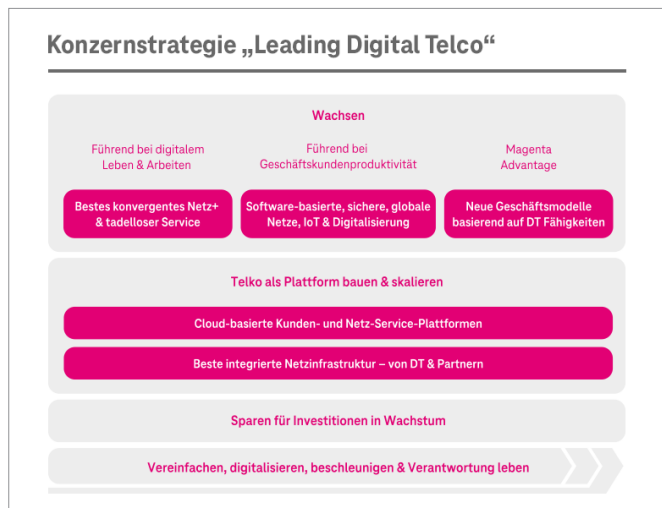 Konzernstrategie „Leading Digital Telco“
Wachsen
Führend bei digitalem
Leben & Arbeiten
Bestes konvergentes Netz+
& tadelloser Service
Führend bei
Geschäftskundenproduktivität
Software-basierte, sichere, globale
Netze, IoT & Digitalisierung
Magenta
Advantage
Neue Geschäftsmodelle
basierend auf DT Fähigkeiten
Telko als Plattform bauen & skalieren
Cloud-basierte Kunden- und Netz-Service-Plattformen
Beste integrierte Netzinfrastruktur – von DT & Partnern
Sparen für Investitionen in Wachstum
Vereinfachen, digitalisieren, beschleunigen & Verantwortung leben